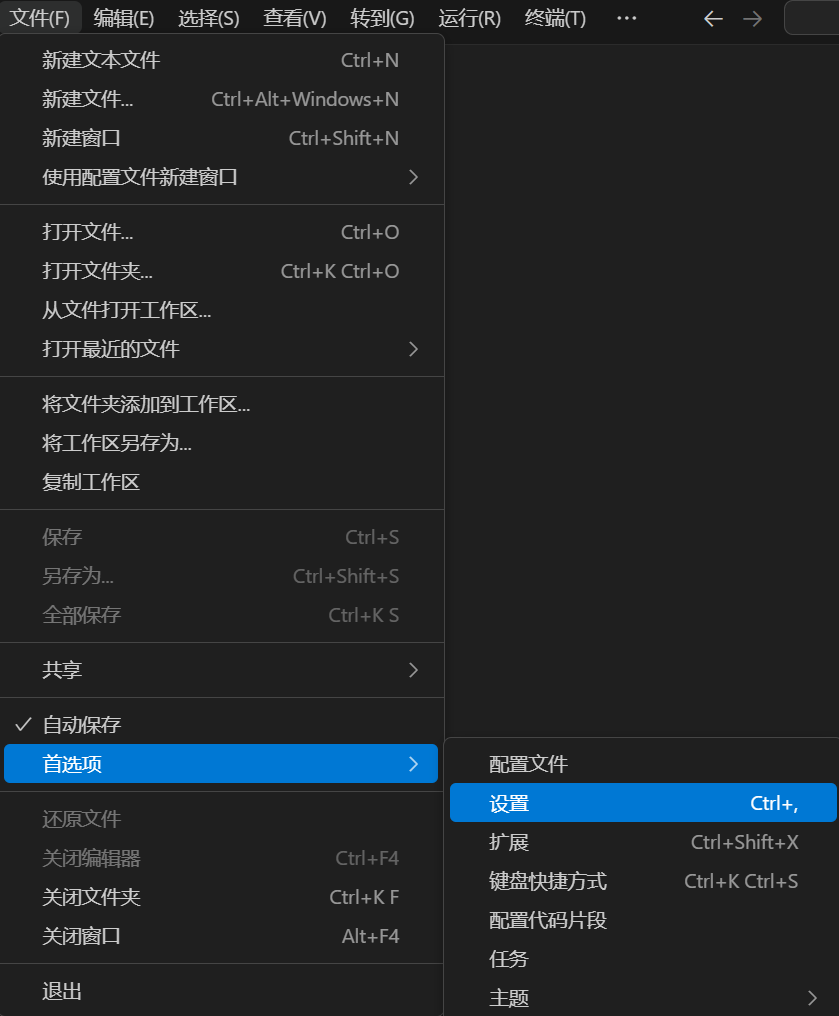 文件(F) 编辑(E) 选择(S) 查看(V) 转到(G) 运行(R) 终端(T) ···
新建文本文件 Ctrl+N
新建文件... Ctrl+Alt+Windows+N
新建窗口 Ctrl+Shift+N
使用配置文件新建窗口
打开文件... Ctrl+O
打开文件夹... Ctrl+K Ctrl+O
从文件打开工作区...
打开最近的文件
将文件夹添加到工作区...
将工作区另存为...
复制工作区
保存 Ctrl+S
另存为... Ctrl+Shift+S
全部保存 Ctrl+K S
共享
自动保存
首选项
还原文件
关闭编辑器 Ctrl+F4
关闭文件夹 Ctrl+K F
关闭窗口 Alt+F4
退出
配置文件
设置 Ctrl+,
扩展 Ctrl+Shift+X
键盘快捷方式 Ctrl+K Ctrl+S
配置代码片段
任务
主题